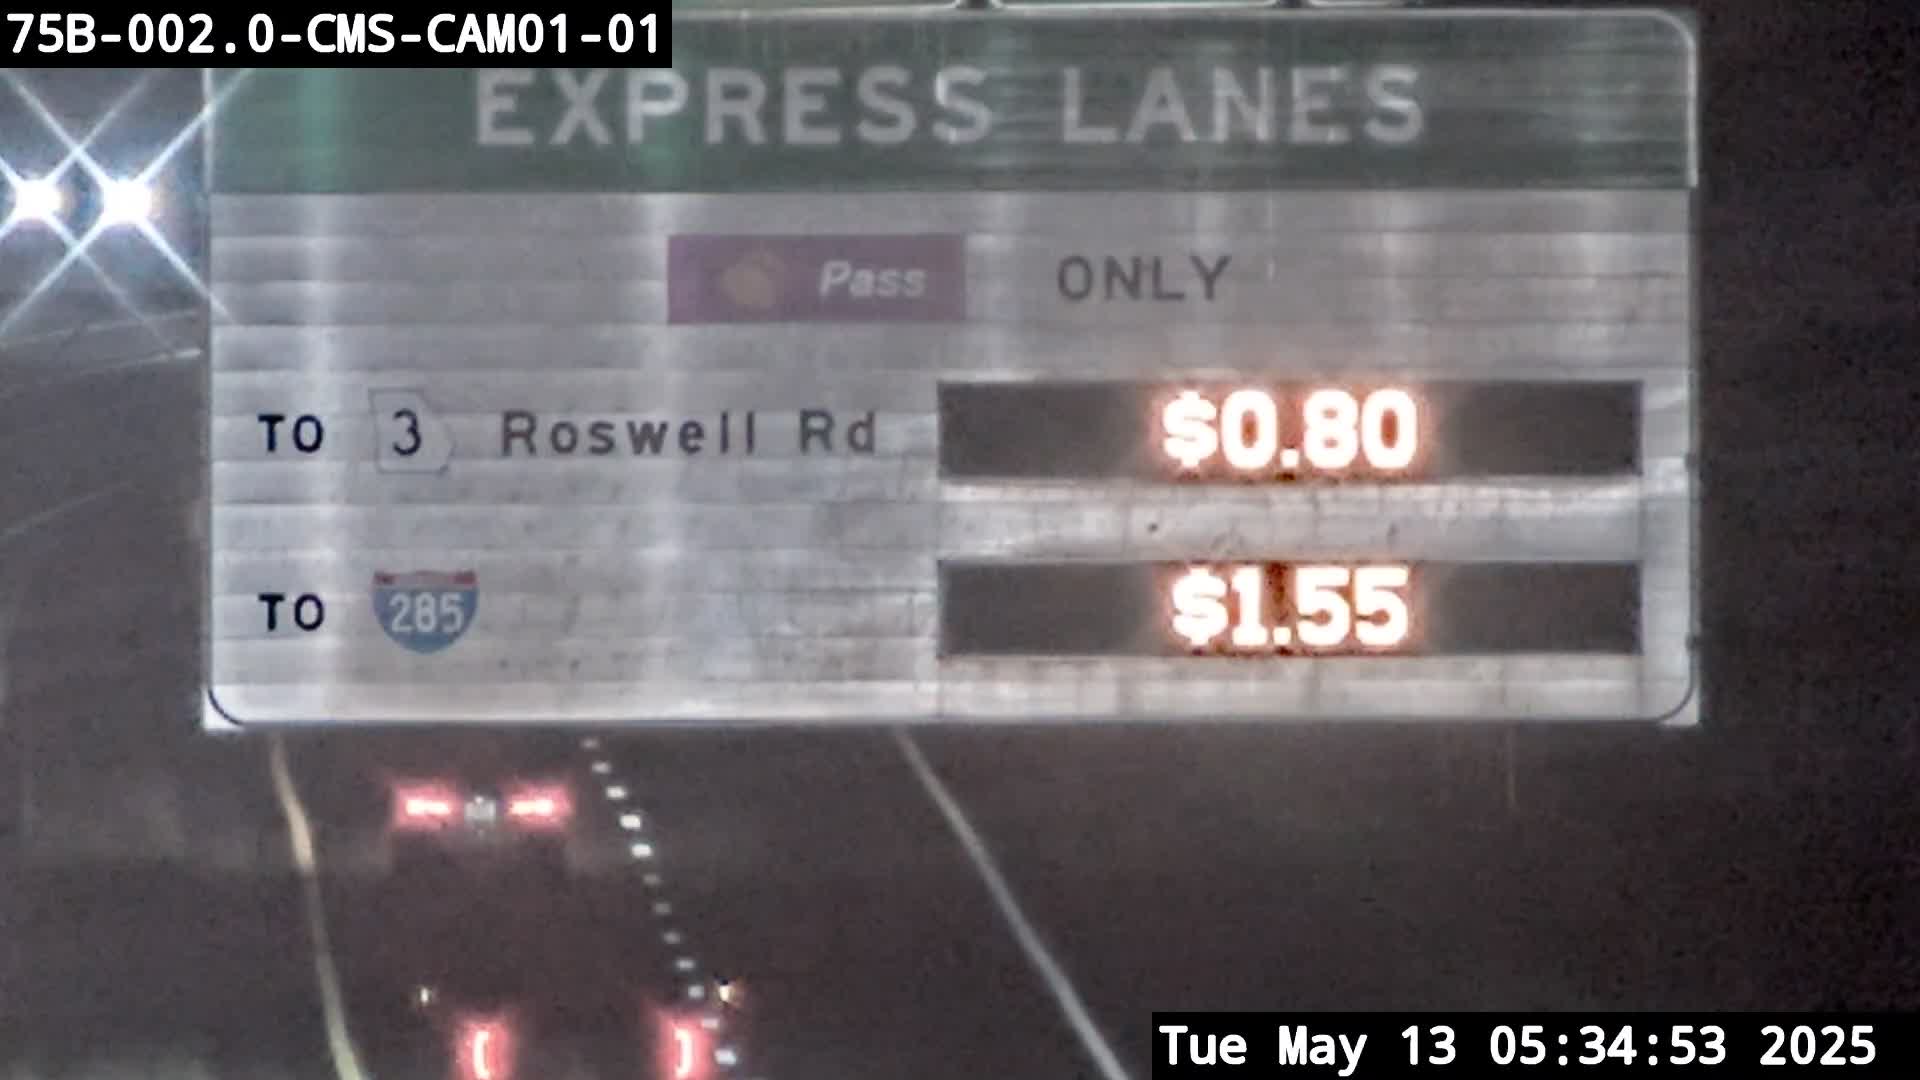 75B-002.0-CMS-CAM01-01
EXPRESS LANES
Pass ONLY
TO 3 Roswell Rd $0.80
TO 285 $1.55
Tue May 13 05:34:53 2025